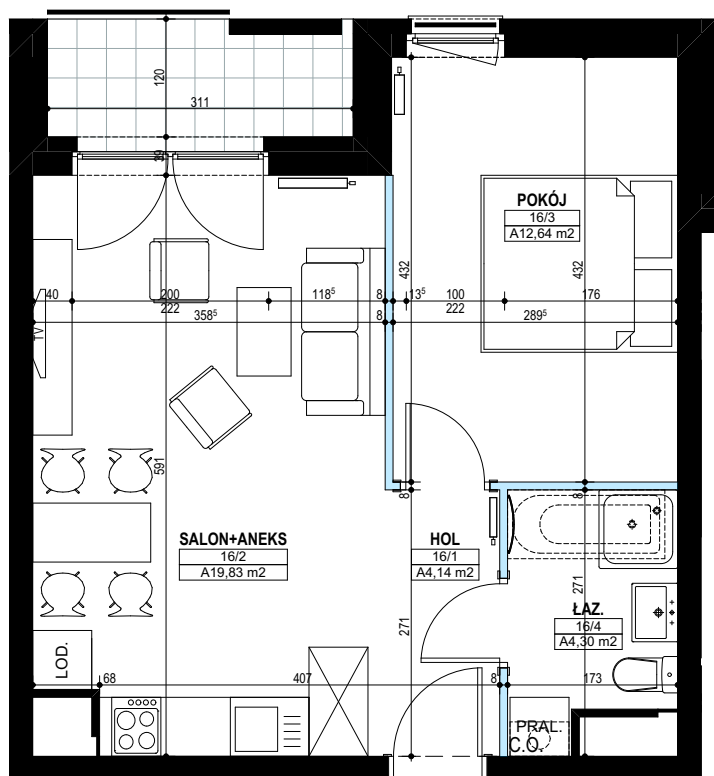 120
311
39
POKÓJ
16/3
A12,64 m2
432
432
40
200
118⁵
8
13⁵
100
176
222
222
358⁵
8
289⁵
TV
591
8
8
SALON+ANEKS
16/2
A19,83 m2
HOL
16/1
A4,14 m2
271
271
ŁAZ.
16/4
A4,30 m2
LOD.
68
407
8
173
PRAL.
C.O.